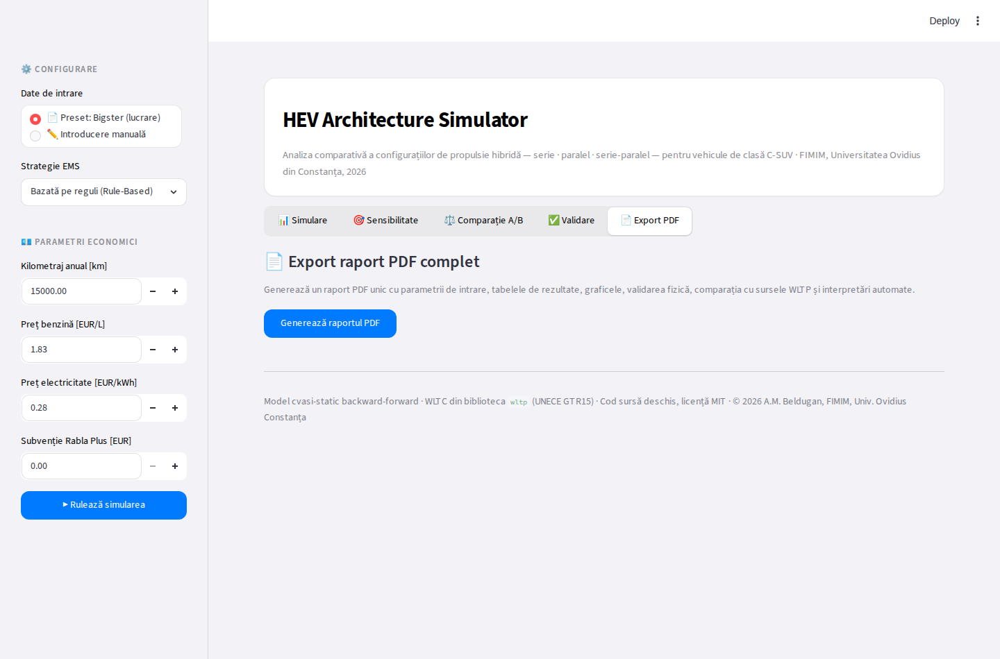 Deploy
⚙️ CONFIGURARE
Date de intrare
📄 Preset: Bigster (lucrare)
✏️ Introducere manuală
Strategie EMS
Bazată pe reguli (Rule-Based)
💶 PARAMETRI ECONOMICI
Kilometraj anual [km]
15000.00
Preț benzină [EUR/L]
1.83
Preț electricitate [EUR/kWh]
0.28
Subvenție Rabla Plus [EUR]
0.00
▶ Rulează simularea
HEV Architecture Simulator
Analiza comparativă a configurațiilor de propulsie hibridă — serie · paralel · serie-paralel — pentru vehicule de clasă C-SUV · FIMIM, Universitatea Ovidius
din Constanța, 2026
📊 Simulare 🎯 Sensibilitate ⚖️ Comparație A/B ✅ Validare 📄 Export PDF
📄 Export raport PDF complet
Generează un raport PDF unic cu parametrii de intrare, tabelele de rezultate, graficele, validarea fizică, comparația cu sursele WLTP și interpretări automate.
Generează raportul PDF
Model cvasi-static backward-forward · WLTC din biblioteca wltp (UNECE GTR15) · Cod sursă deschis, licență MIT · © 2026 A.M. Beldugan, FIMIM, Univ. Ovidius
Constanța